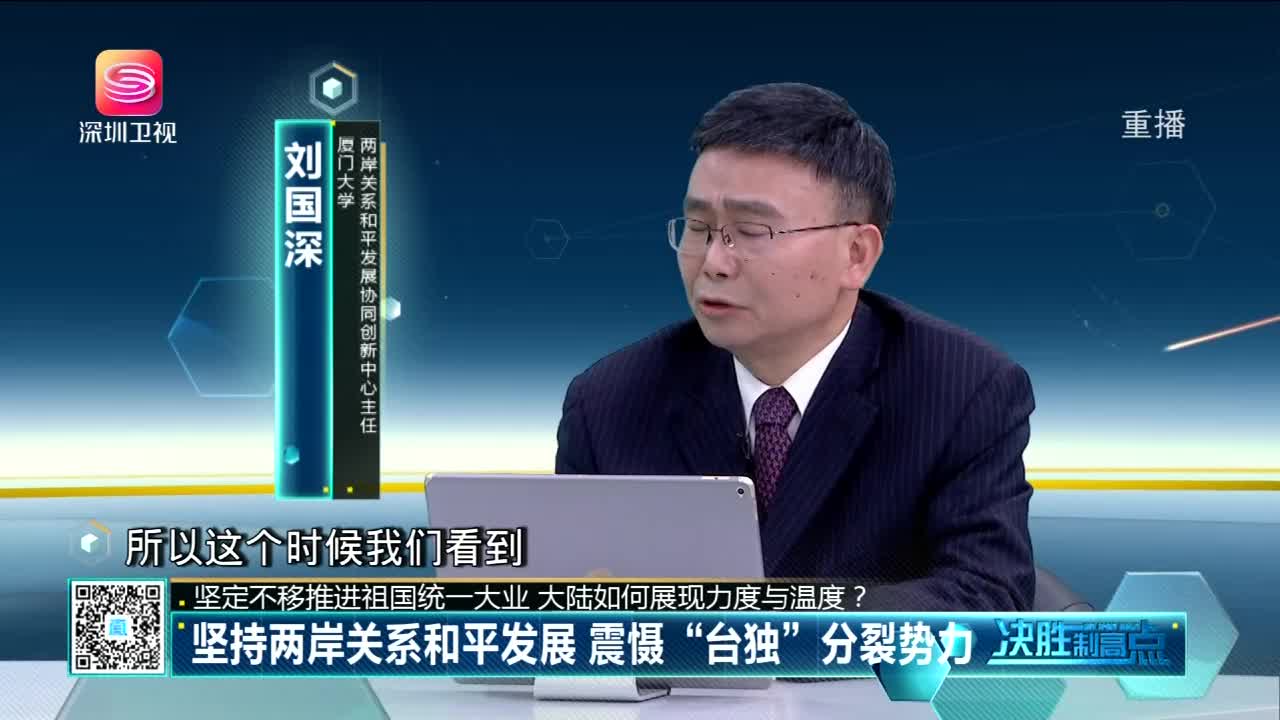 深圳卫视
重播
刘国深
厦门大学
两岸关系和平发展协同创新中心主任
所以这个时候我们看到
坚定不移推进祖国统一大业 大陆如何展现力度与温度？
坚持两岸关系和平发展 震慑“台独”分裂势力
决胜制高点
直